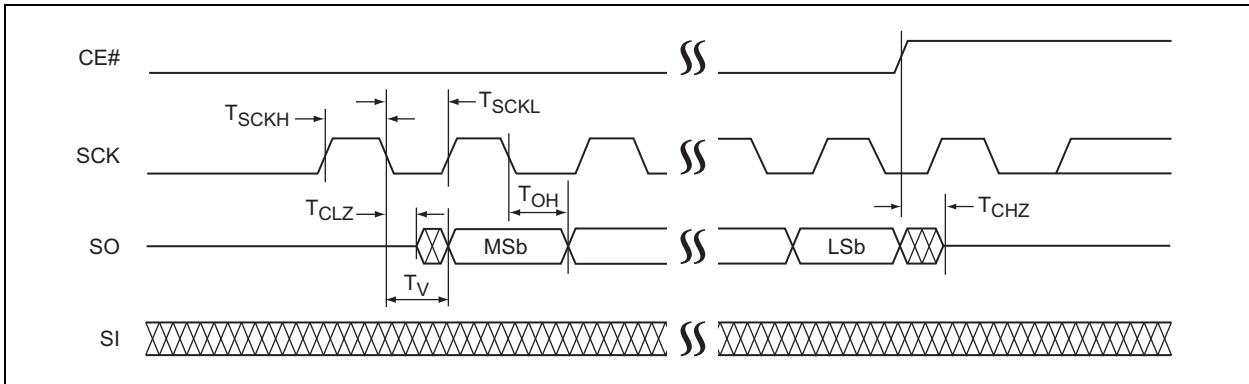 CE#
TSCKH
TSCKL
SCK
TCLZ
TOH
TCHZ
SO
MSb
LSb
TV
SI